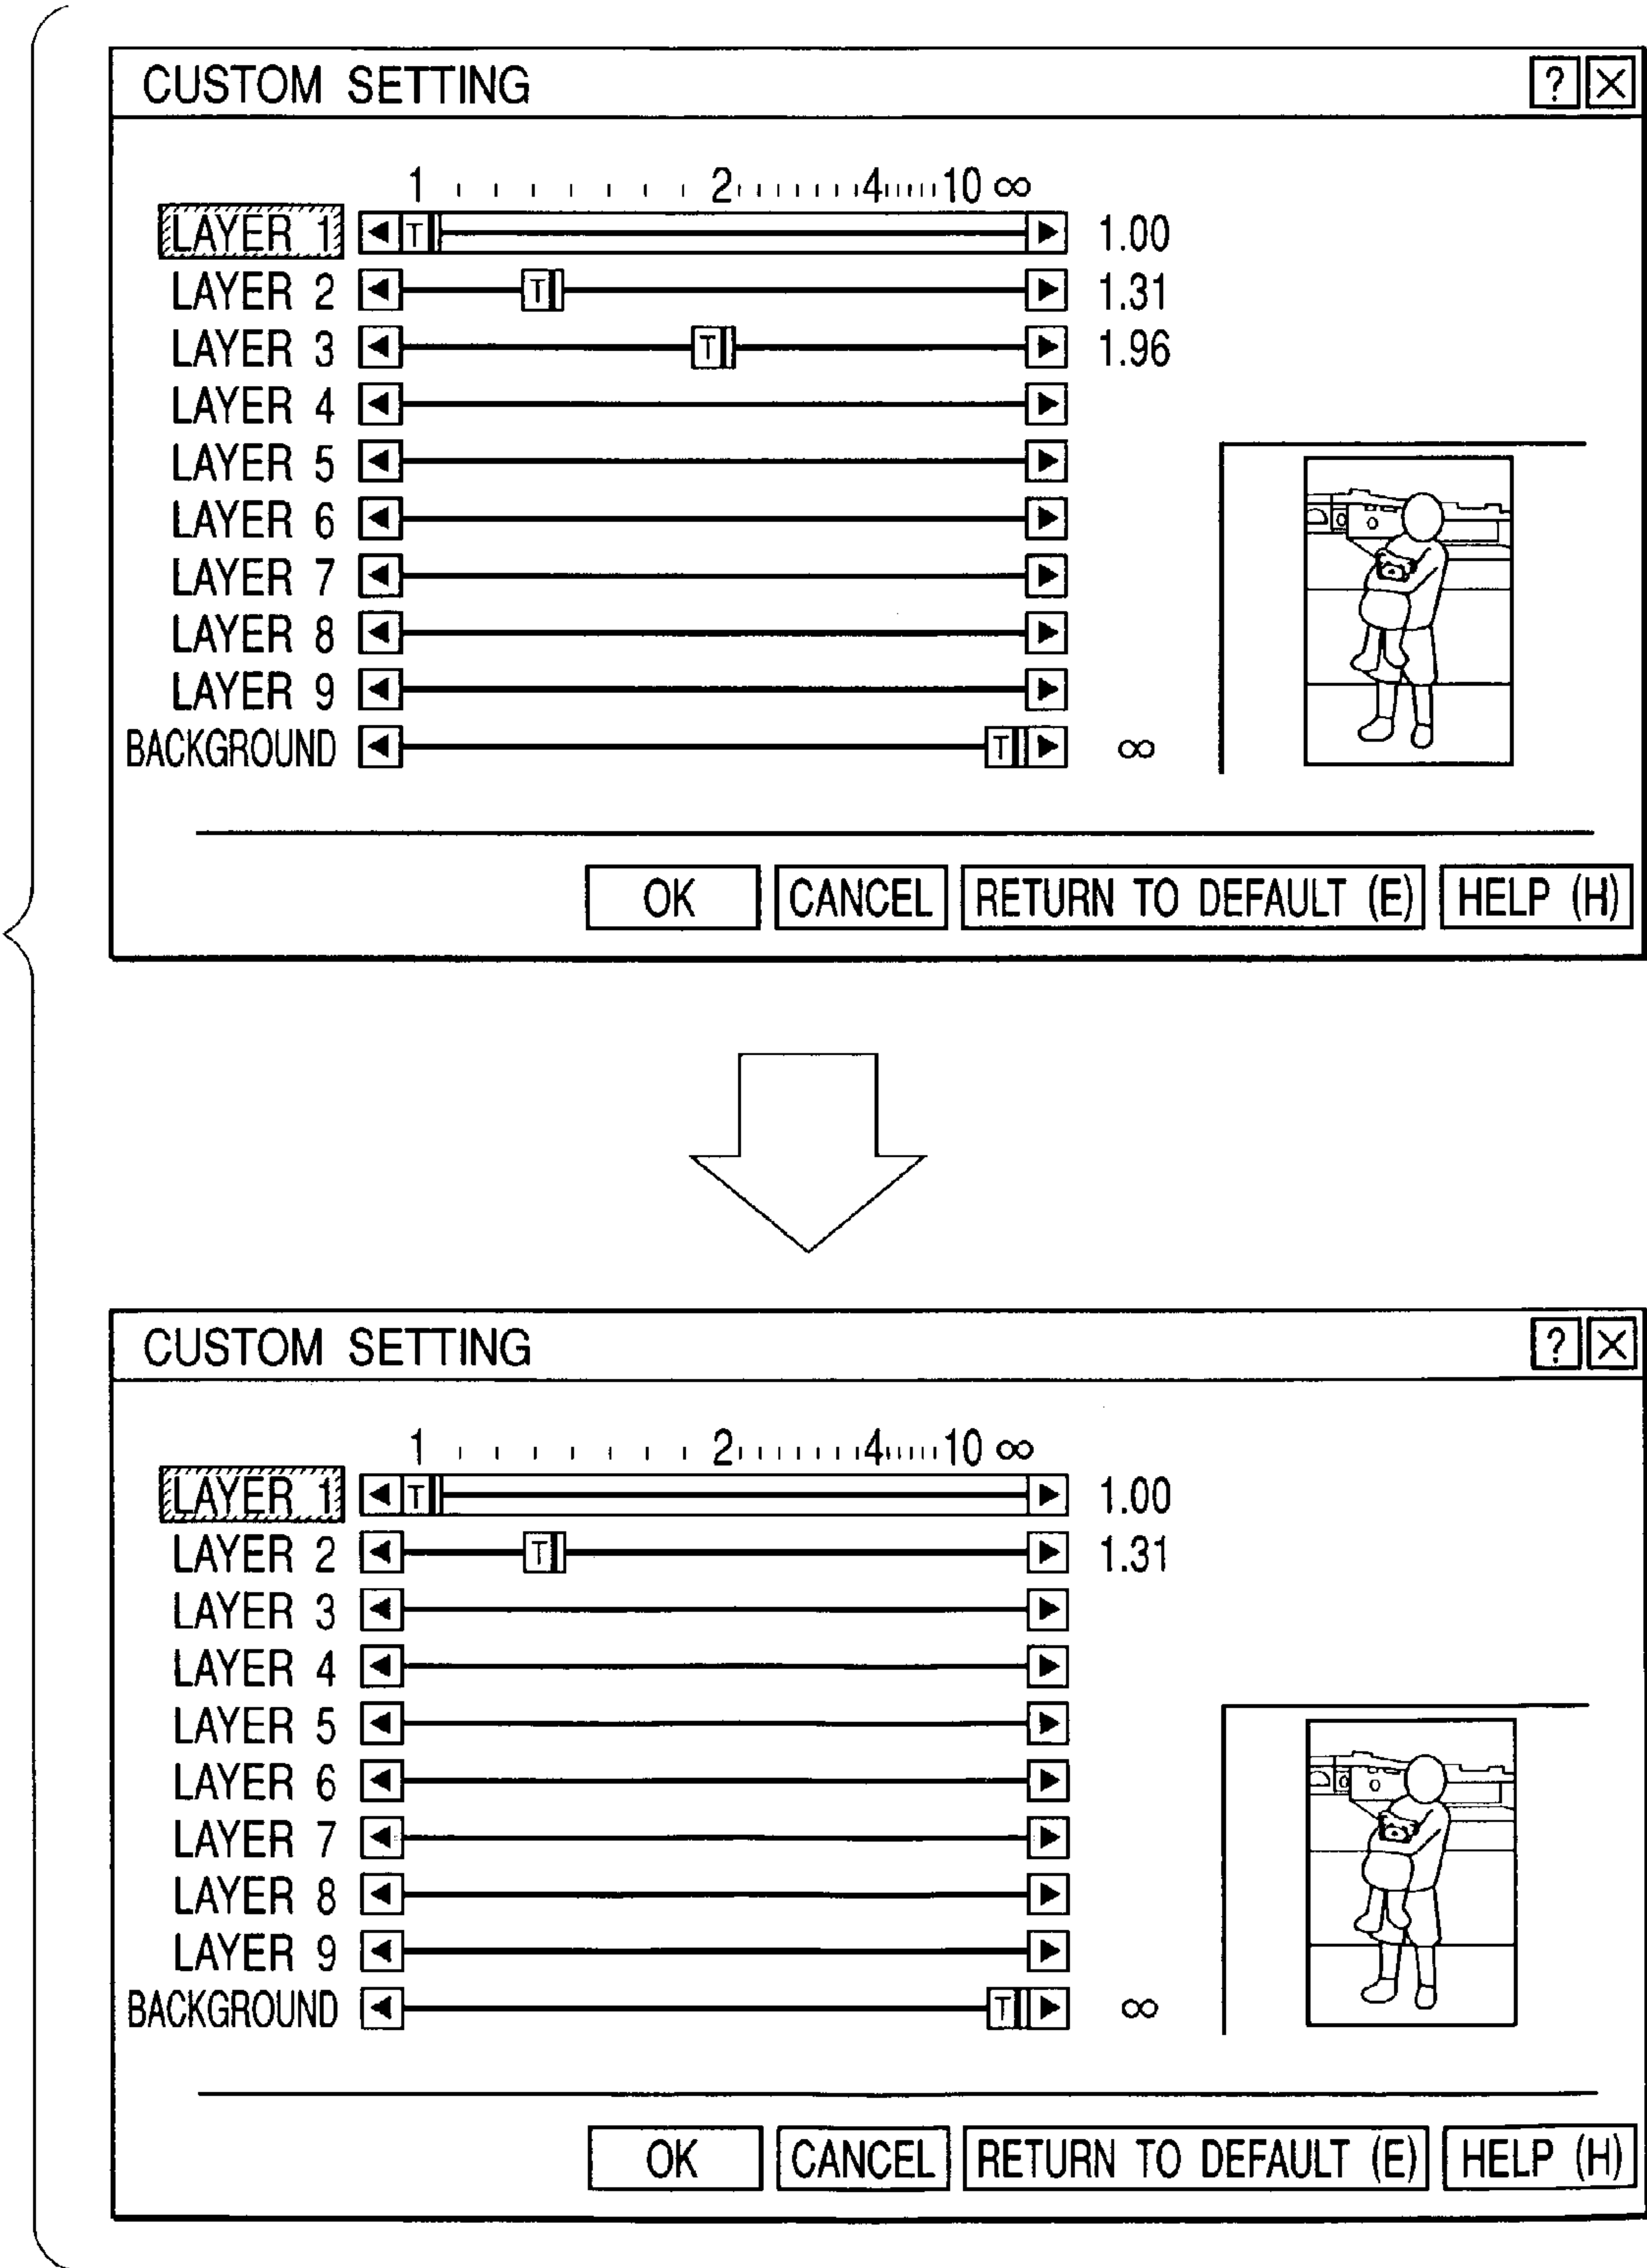 CUSTOM SETTING ? X
1 2 4 10 ∞
LAYER 1 T 1.00
LAYER 2 T 1.31
LAYER 3 T 1.96
LAYER 4
LAYER 5
LAYER 6
LAYER 7
LAYER 8
LAYER 9
BACKGROUND T ∞
OK CANCEL RETURN TO DEFAULT (E) HELP (H)
CUSTOM SETTING ? X
1 2 4 10 ∞
LAYER 1 T 1.00
LAYER 2 T 1.31
LAYER 3
LAYER 4
LAYER 5
LAYER 6
LAYER 7
LAYER 8
LAYER 9
BACKGROUND T ∞
OK CANCEL RETURN TO DEFAULT (E) HELP (H)